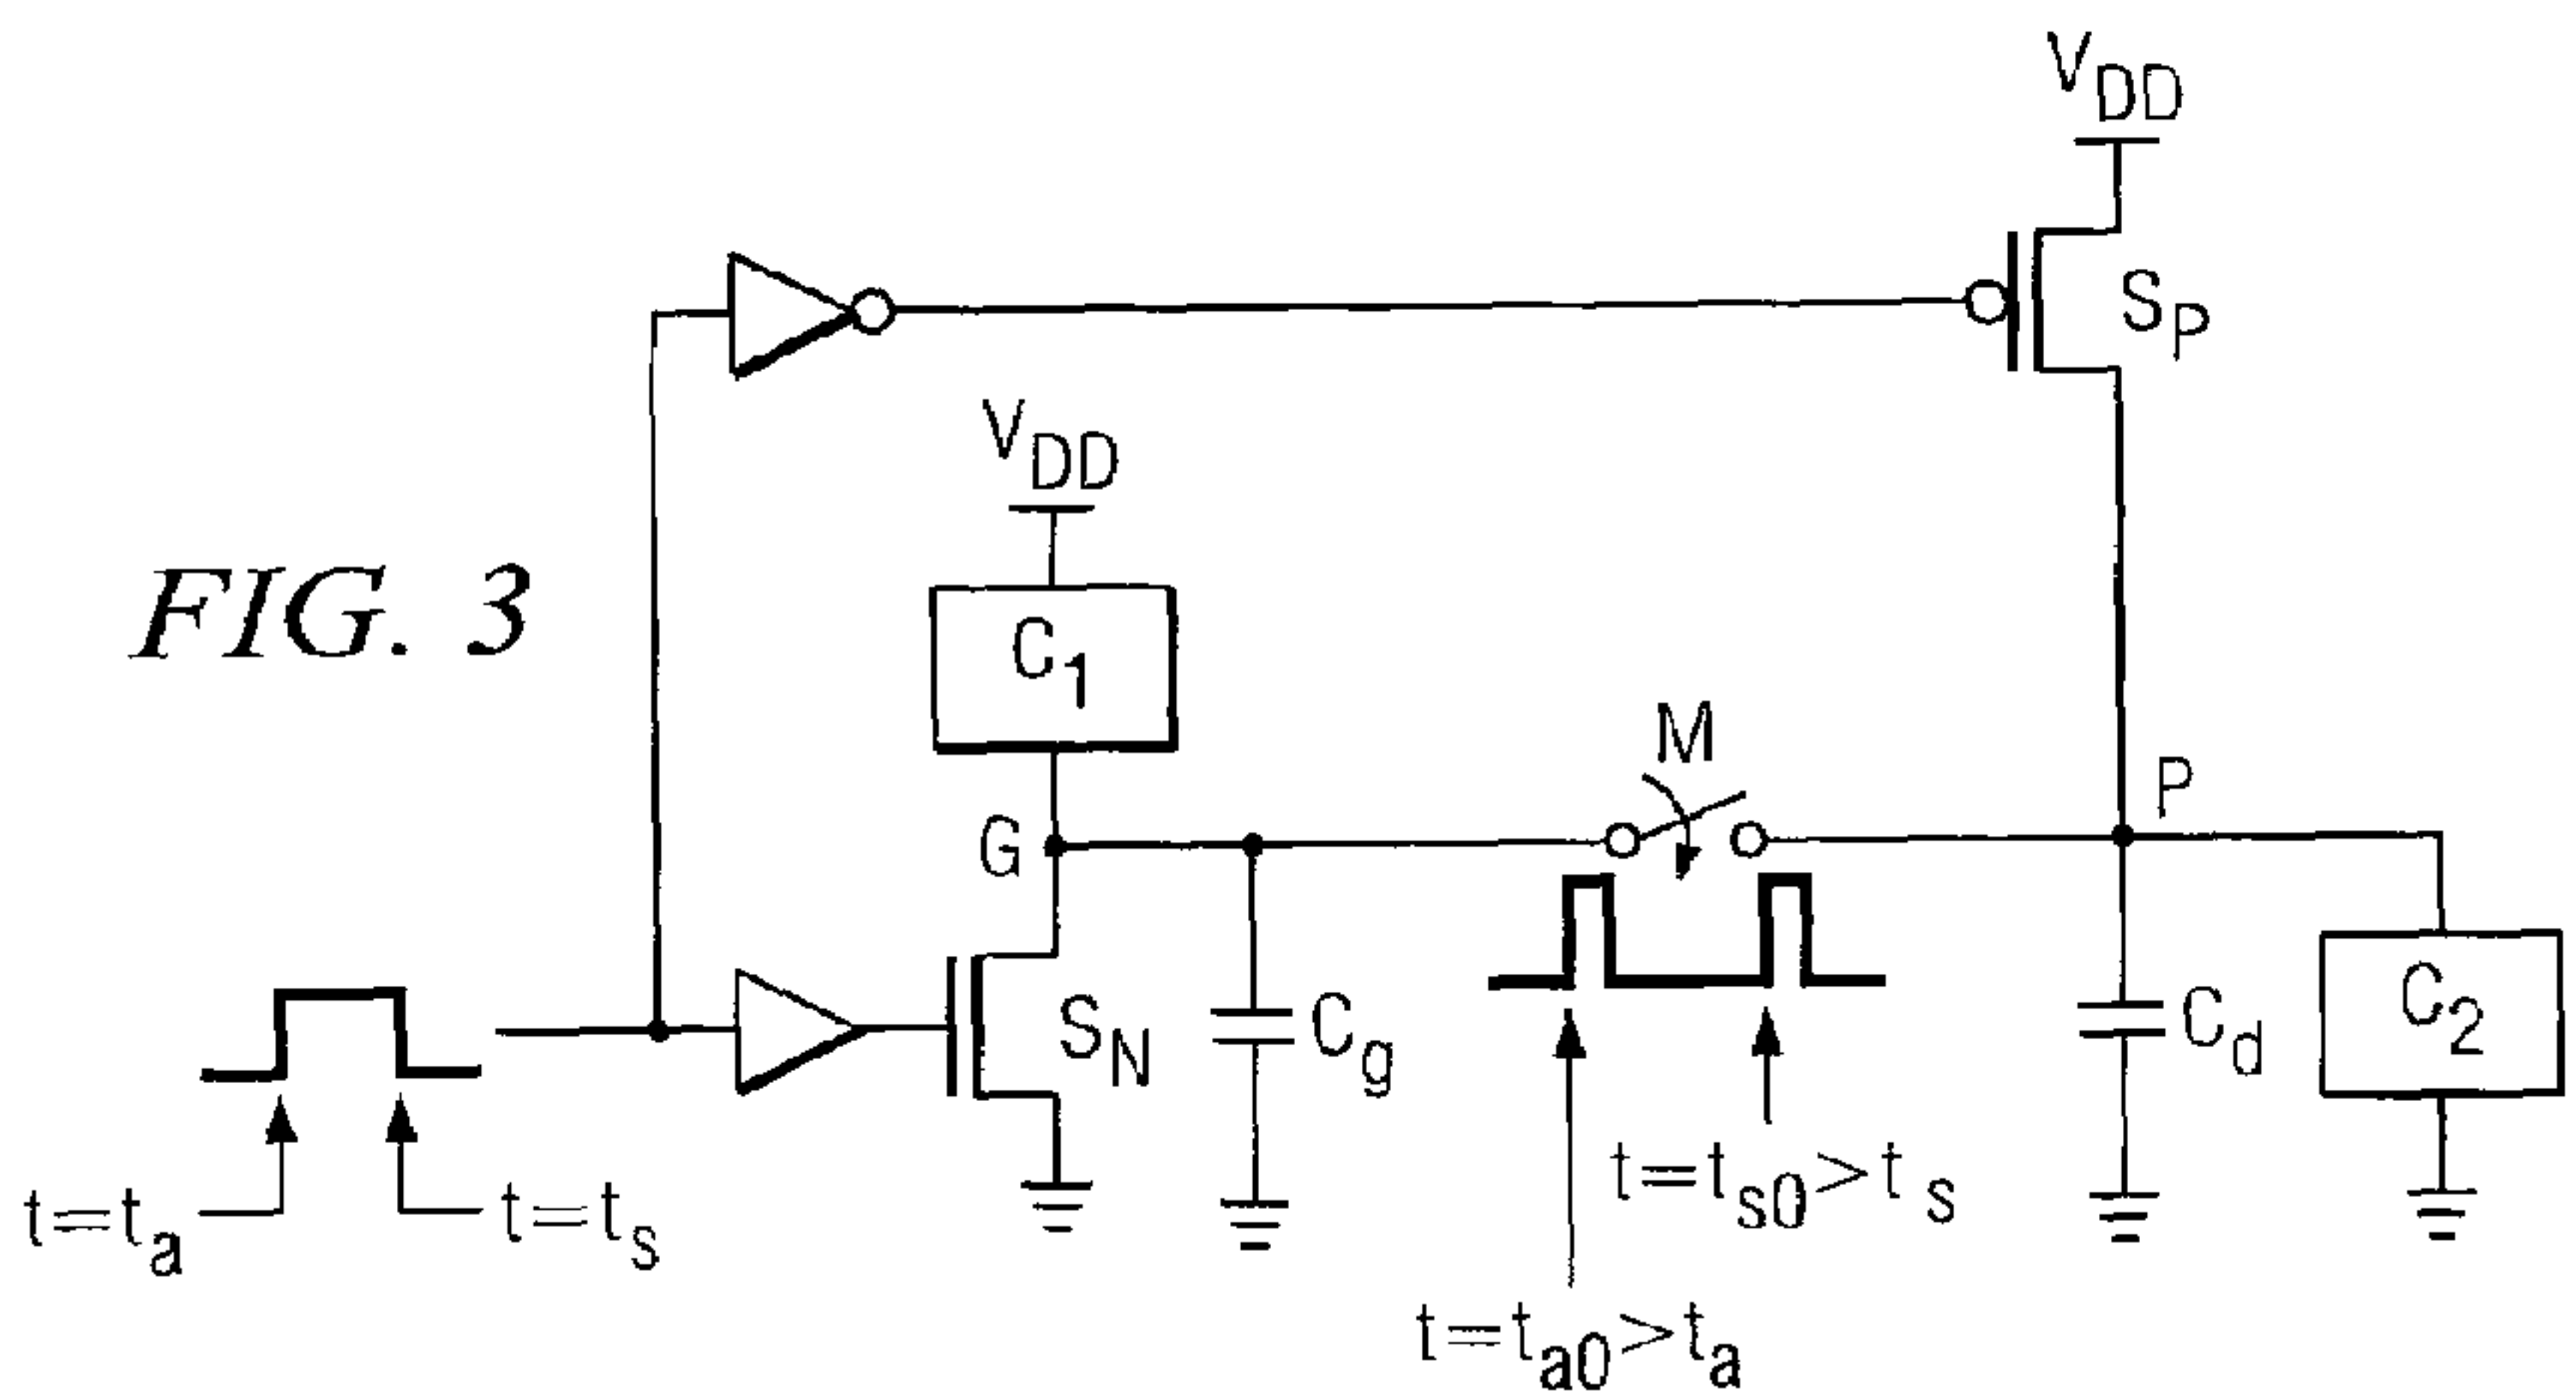 V_DD
S_P
V_DD
FIG. 3
C_1
M
P
G
S_N
C_g
C_d
C_2
t=t_a
t=t_s
t=t_s0>t_s
t=t_a0>t_a